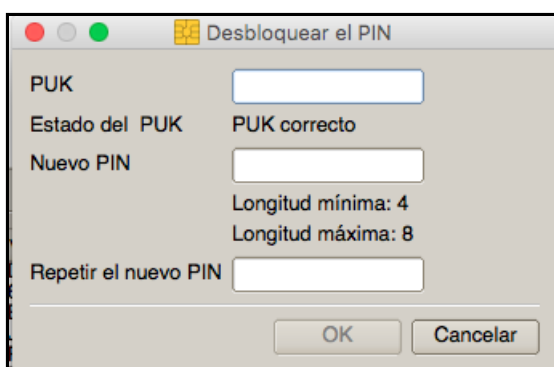 Desbloquear el PIN
PUK
Estado del PUK PUK correcto
Nuevo PIN
Longitud mínima: 4
Longitud máxima: 8
Repetir el nuevo PIN
OK Cancelar